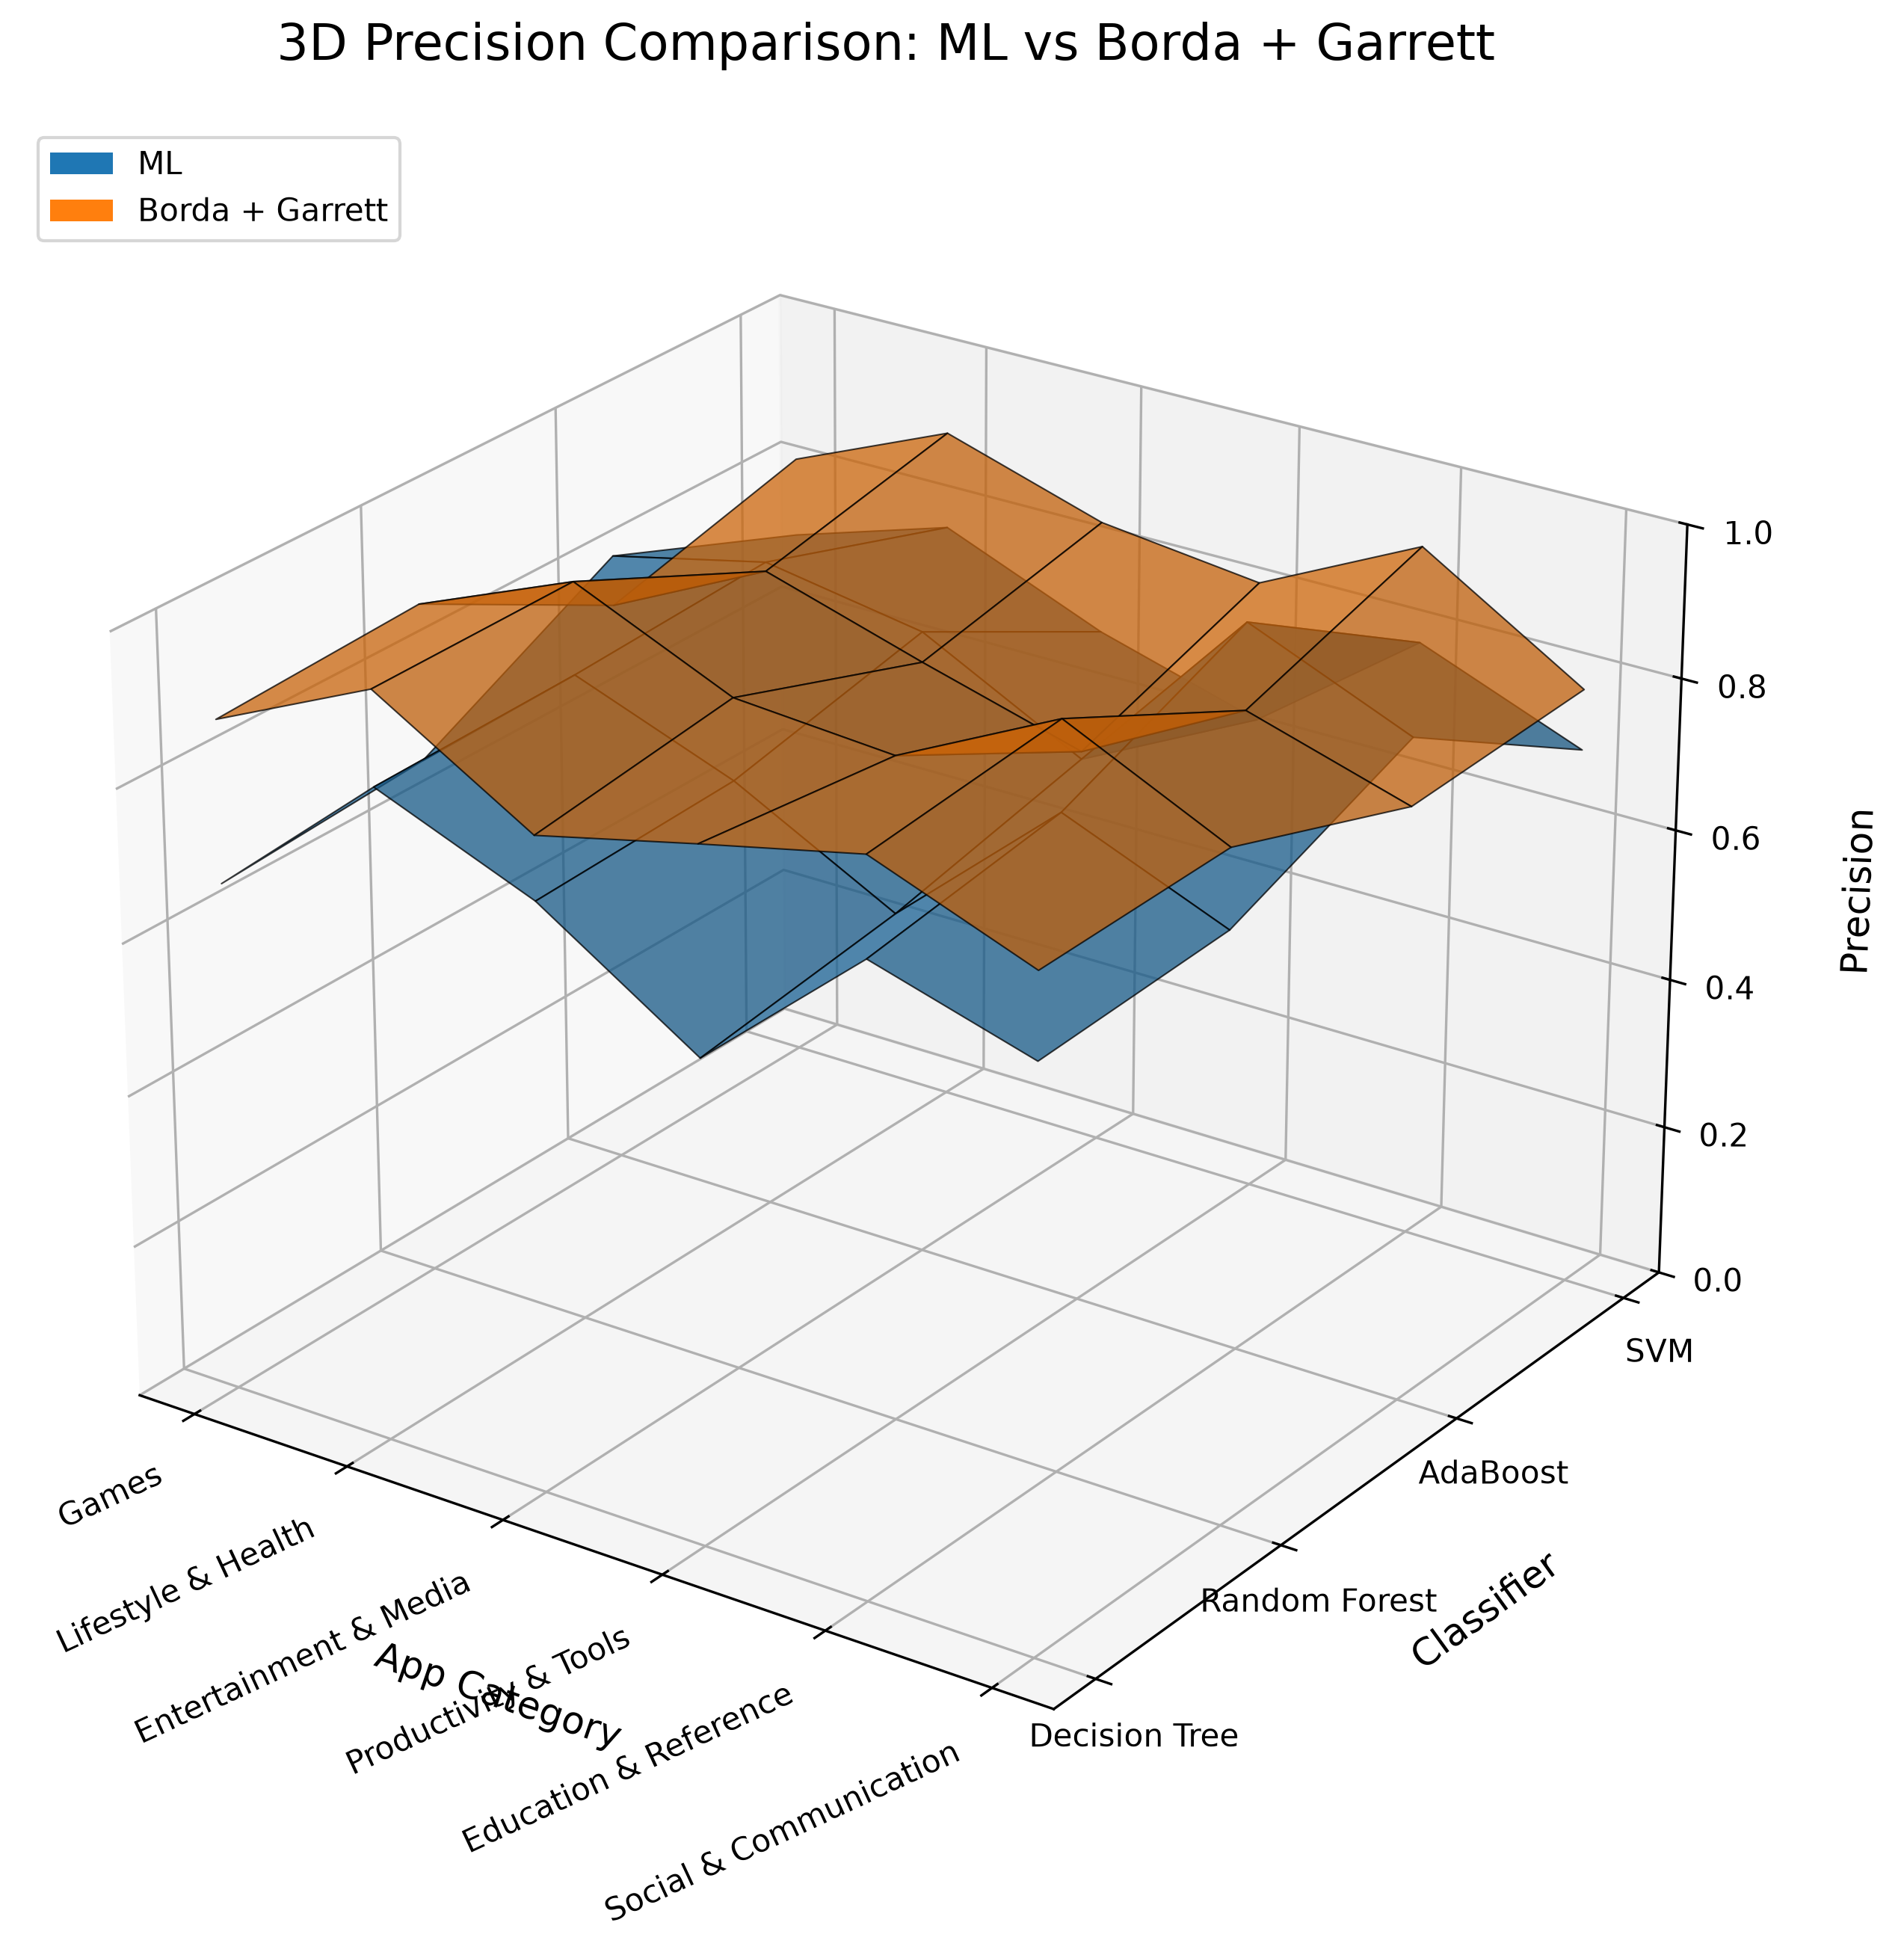 3D Precision Comparison: ML vs Borda + Garrett
ML
Borda + Garrett
1.0
0.8
0.6
0.4
0.2
0.0
Precision
SVM
AdaBoost
Random Forest
Decision Tree
Classifier
Games
Lifestyle & Health
Entertainment & Media
Productivity & Tools
Education & Reference
Social & Communication
App Category